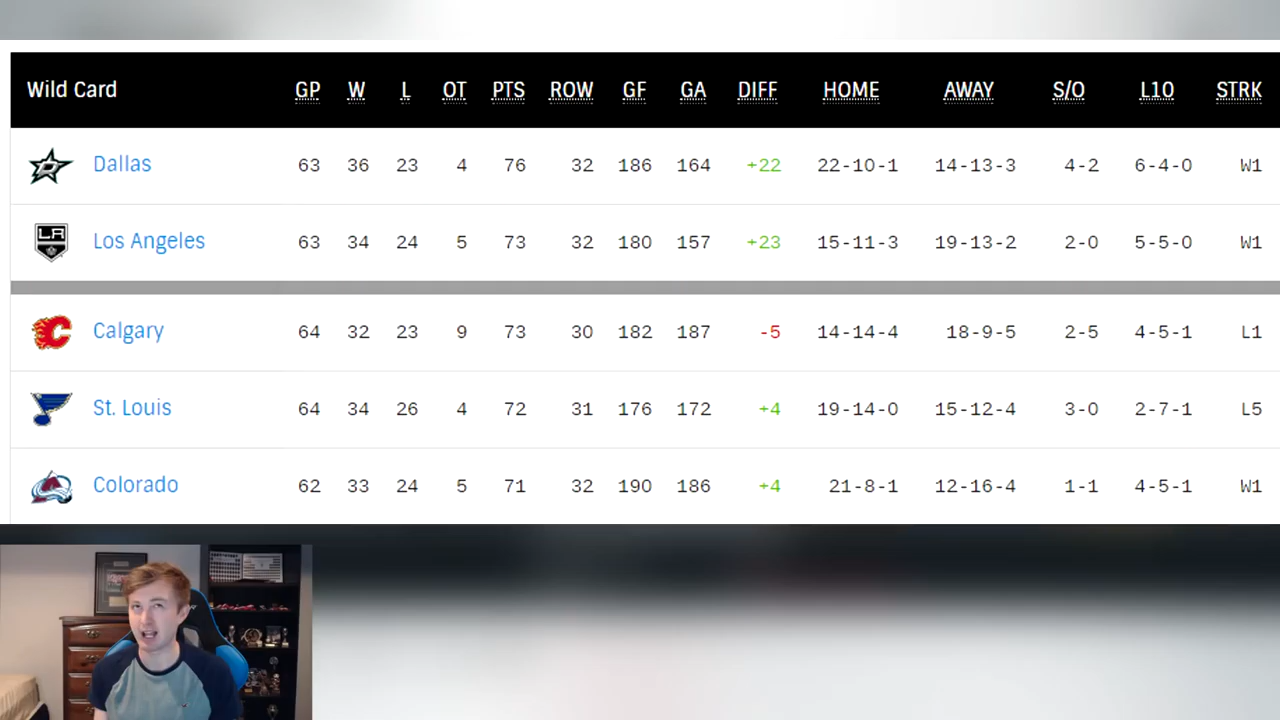 Wild Card GP W L OT PTS ROW GF GA DIFF HOME AWAY S/O L10 STRK
Dallas 63 36 23 4 76 32 186 164 +22 22-10-1 14-13-3 4-2 6-4-0 W1
LA
Los Angeles 63 34 24 5 73 32 180 157 +23 15-11-3 19-13-2 2-0 5-5-0 W1
Calgary 64 32 23 9 73 30 182 187 -5 14-14-4 18-9-5 2-5 4-5-1 L1
St. Louis 64 34 26 4 72 31 176 172 +4 19-14-0 15-12-4 3-0 2-7-1 L5
Colorado 62 33 24 5 71 32 190 186 +4 21-8-1 12-16-4 1-1 4-5-1 W1